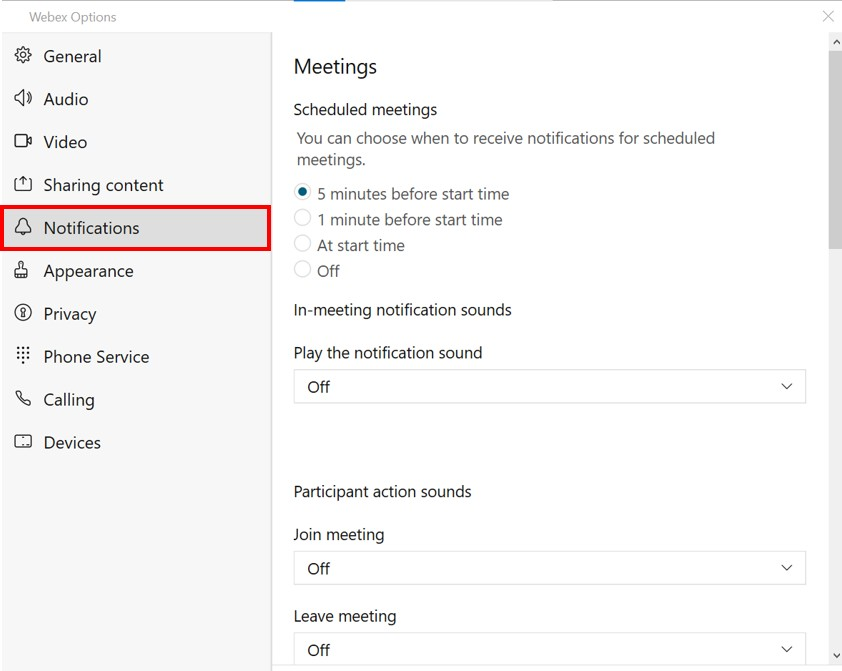 Webex Options
General
Audio
Video
Sharing content
Notifications
Appearance
Privacy
Phone Service
Calling
Devices
Meetings
Scheduled meetings
You can choose when to receive notifications for scheduled
meetings.
5 minutes before start time
1 minute before start time
At start time
Off
In-meeting notification sounds
Play the notification sound
Off
Participant action sounds
Join meeting
Off
Leave meeting
Off